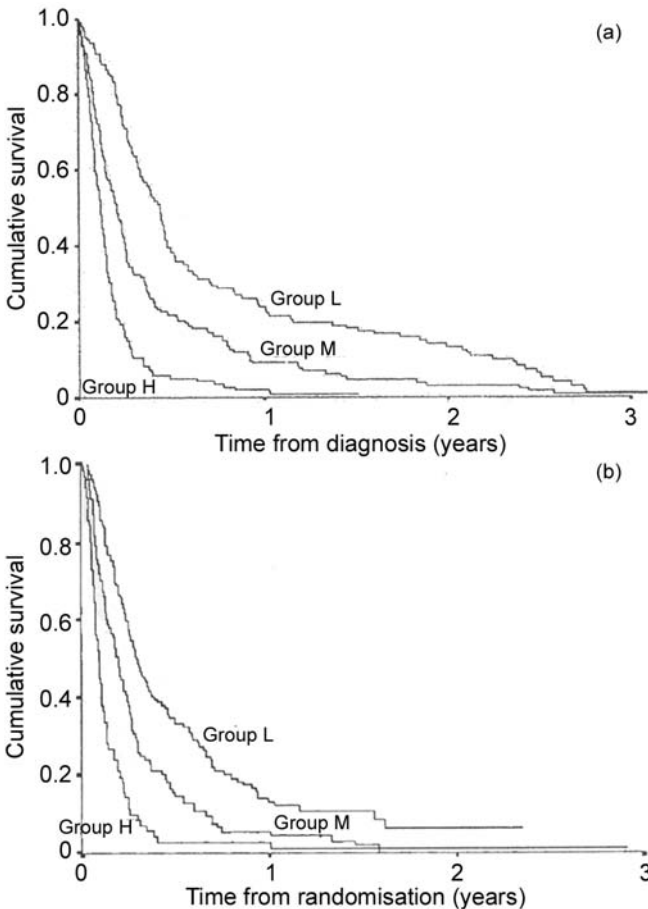 (a)
1.0
0.8
0.6
0.4
0.2
0
Cumulative survival
Group L
Group M
Group H
0 1 2 3
Time from diagnosis (years)
(b)
1.0
0.8
0.6
0.4
0.2
0
Cumulative survival
Group L
Group M
Group H
0 1 2 3
Time from randomisation (years)